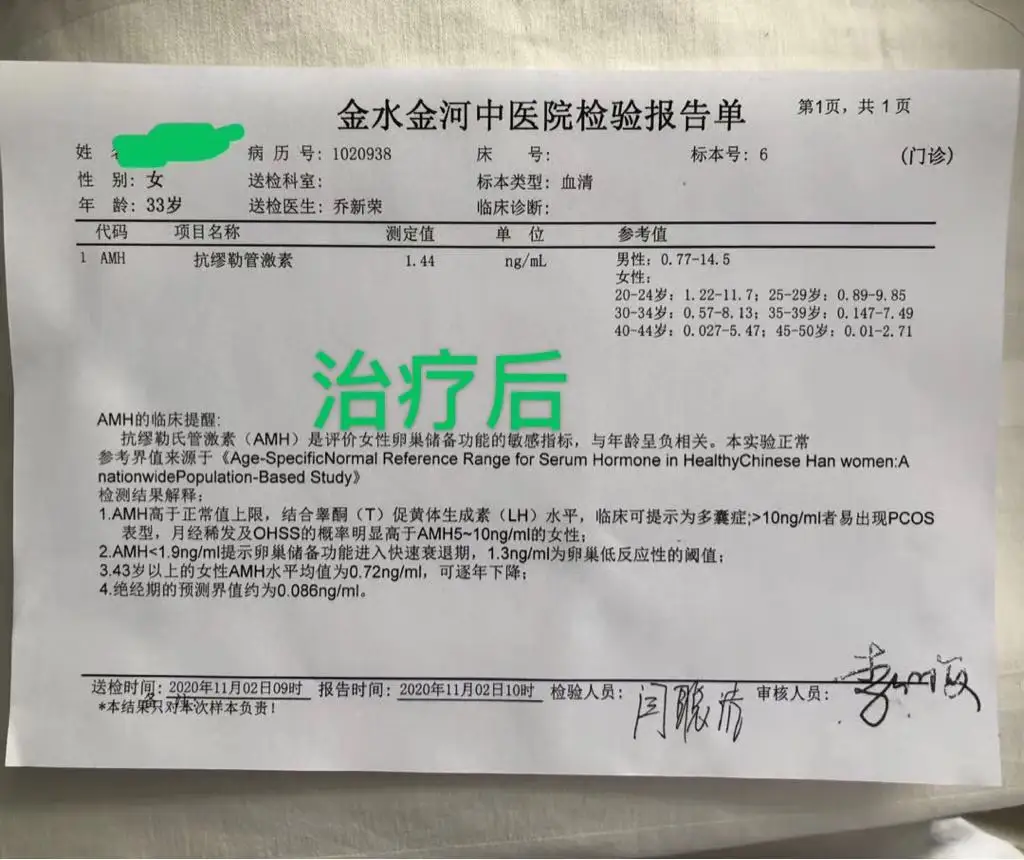 金水金河中医院检验报告单
第1页，共 1 页
姓 病 历 号：1020938 床 号： 标本号：6 (门诊)
性 别：女 送检科室： 标本类型：血清
年 龄：33岁 送检医生：乔新荣 临床诊断：
代码 项目名称 测定值 单 位 参考值
1 AMH 抗缪勒管激素 1.44 ng/mL 男性：0.77-14.5
女性：
20-24岁：1.22-11.7；25-29岁：0.89-9.85
30-34岁：0.57-8.13；35-39岁：0.147-7.49
40-44岁：0.027-5.47；45-50岁：0.01-2.71
治疗后
AMH的临床提醒:
抗缪勒氏管激素（AMH）是评价女性卵巢储备功能的敏感指标，与年龄呈负相关。本实验正常
参考界值来源于《Age-SpecificNormal Reference Range for Serum Hormone in HealthyChinese Han women:A
nationwidePopulation-Based Study》
检测结果解释；
1.AMH高于正常值上限，结合睾酮（T）促黄体生成素（LH）水平，临床可提示为多囊症;>10ng/ml者易出现PCOS
表型，月经稀发及OHSS的概率明显高于AMH5~10ng/ml的女性；
2.AMH<1.9ng/ml提示卵巢储备功能进入快速衰退期，1.3ng/ml为卵巢低反应性的阈值；
3.43岁以上的女性AMH水平均值为0.72ng/ml，可逐年下降；
4.绝经期的预测界值约为0.086ng/ml。
送检时间：2020年11月02日09时 报告时间：2020年11月02日10时 检验人员： 审核人员：
备 注：
*本结果只对本次样本负责！